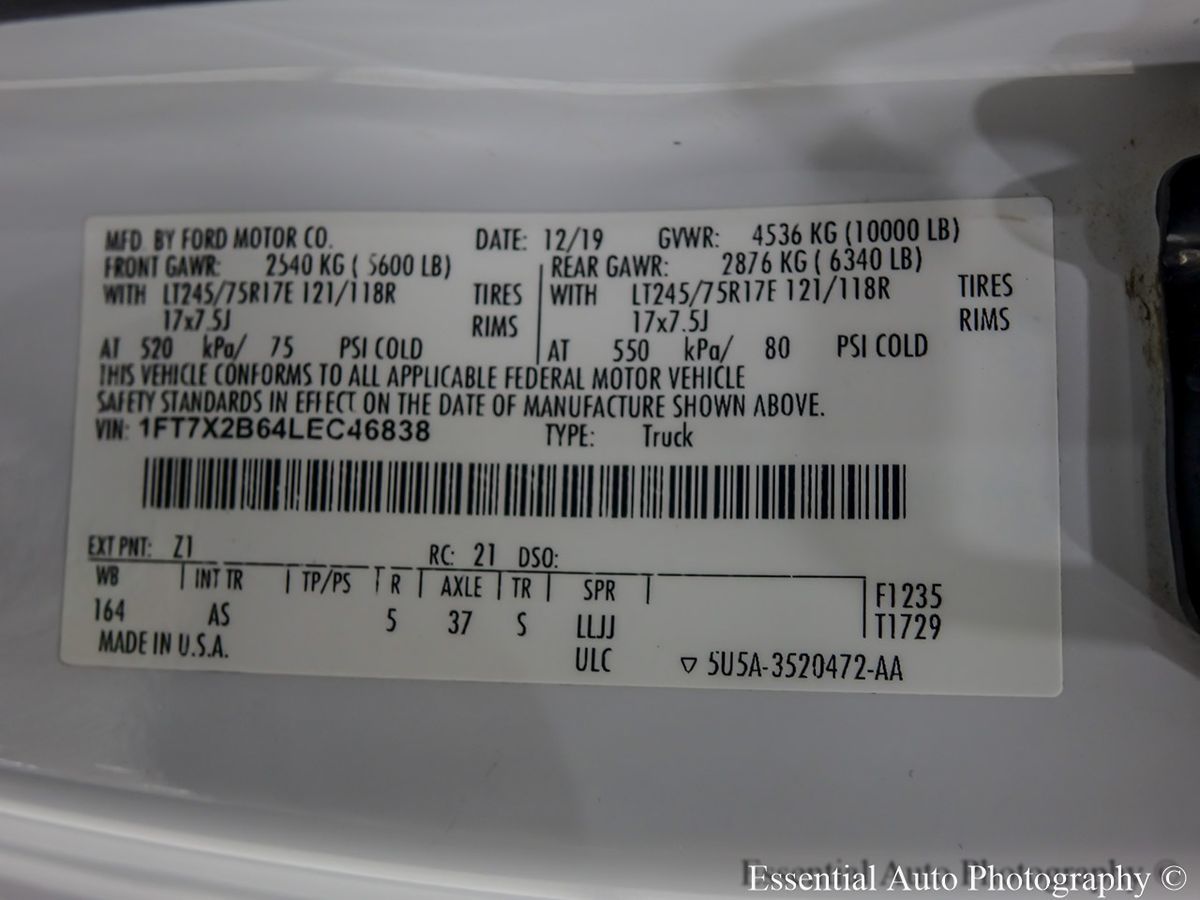 MFD. BY FORD MOTOR CO. DATE: 12/19 GVWR: 4536 KG (10000 LB)
FRONT GAWR: 2540 KG ( 5600 LB) REAR GAWR: 2876 KG ( 6340 LB)
WITH LT245/75R17E 121/118R TIRES WITH LT245/75R17E 121/118R TIRES
17x7.5J RIMS 17x7.5J RIMS
AT 520 kPa/ 75 PSI COLD AT 550 kPa/ 80 PSI COLD
THIS VEHICLE CONFORMS TO ALL APPLICABLE FEDERAL MOTOR VEHICLE
SAFETY STANDARDS IN EFFECT ON THE DATE OF MANUFACTURE SHOWN ABOVE.
VIN: 1FT7X2B64LEC46838 TYPE: Truck
EXT PNT: Z1 RC: 21 DSO:
WB INT TR TP/PS R AXLE TR SPR F1235
164 AS 5 37 S LLJJ T1729
MADE IN U.S.A. ULC ▽ 5U5A-3520472-AA
Essential Auto Photography ©